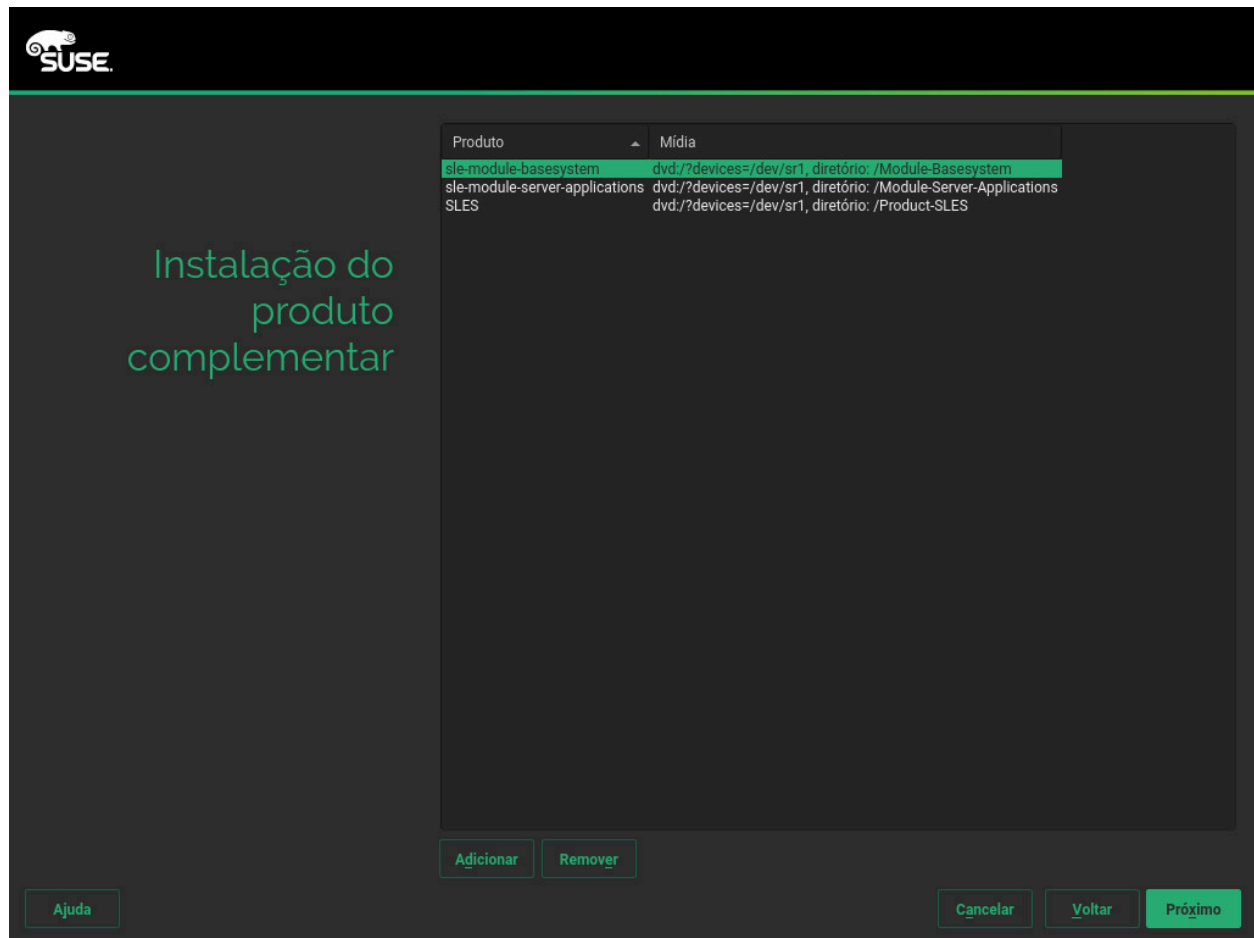 SUSE.
Instalação do
produto
complementar
Produto Mídia
sle-module-basesystem dvd:/?devices=/dev/sr1, diretório: /Module-Basesystem
sle-module-server-applications dvd:/?devices=/dev/sr1, diretório: /Module-Server-Applications
SLES dvd:/?devices=/dev/sr1, diretório: /Product-SLES
Adicionar Remover
Ajuda Cancelar Voltar Próximo